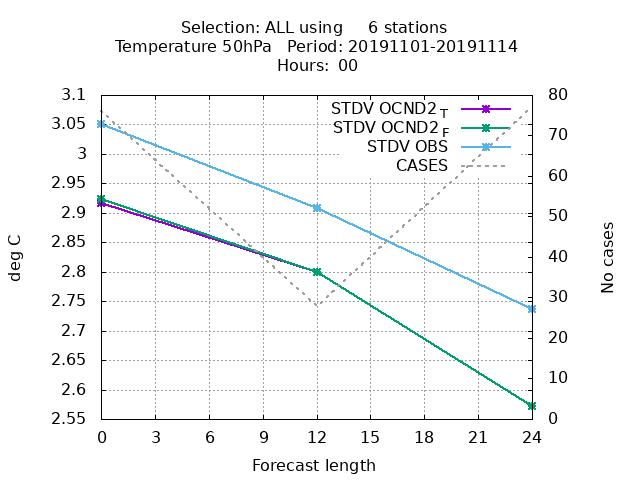 Selection: ALL using 6 stations
Temperature 50hPa Period: 20191101-20191114
Hours: 00
STDV OCND2 T
STDV OCND2 F
STDV OBS
CASES
3.1
3.05
3
2.95
2.9
2.85
2.8
2.75
2.7
2.65
2.6
2.55
80
70
60
50
40
30
20
10
0
deg C
No cases
0 3 6 9 12 15 18 21 24
Forecast length